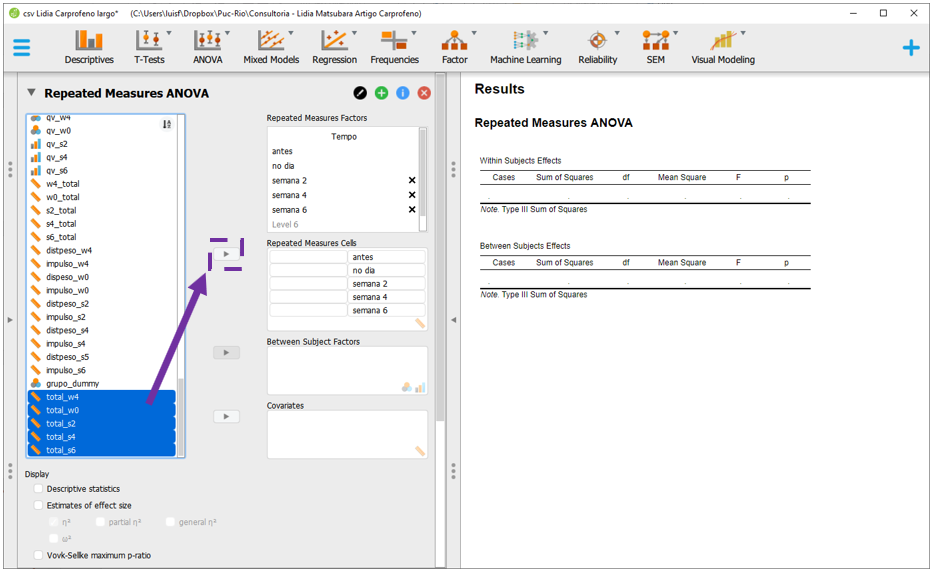 csv Lidia Carprofeno largo* (C:\Users\luisf\Dropbox\Puc-Rio\Consultoria - Lidia Matsubara Artigo Carprofeno)
Descriptives
T-Tests
ANOVA
Mixed Models
Regression
Frequencies
Factor
Machine Learning
Reliability
SEM
Visual Modeling
Repeated Measures ANOVA
qv_w4
qv_w0
qv_s2
qv_s4
qv_s6
w4_total
w0_total
s2_total
s4_total
s6_total
distpeso_w4
impulso_w4
dispeso_w0
impulso_w0
distpeso_s2
impulso_s2
distpeso_s4
impulso_s4
distpeso_s5
impulso_s6
grupo_dummy
total_w4
total_w0
total_s2
total_s4
total_s6
Repeated Measures Factors
Tempo
antes
no dia
semana 2
semana 4
semana 6
Level 6
Repeated Measures Cells
antes
no dia
semana 2
semana 4
semana 6
Between Subject Factors
Covariates
Display
Descriptive statistics
Estimates of effect size
η² partial η² general η²
ω²
Vovk-Sellke maximum p-ratio
Results
Repeated Measures ANOVA
Within Subjects Effects
Cases Sum of Squares df Mean Square F p
. . . . . .
Note. Type III Sum of Squares
Between Subjects Effects
Cases Sum of Squares df Mean Square F p
. . . . . .
Note. Type III Sum of Squares